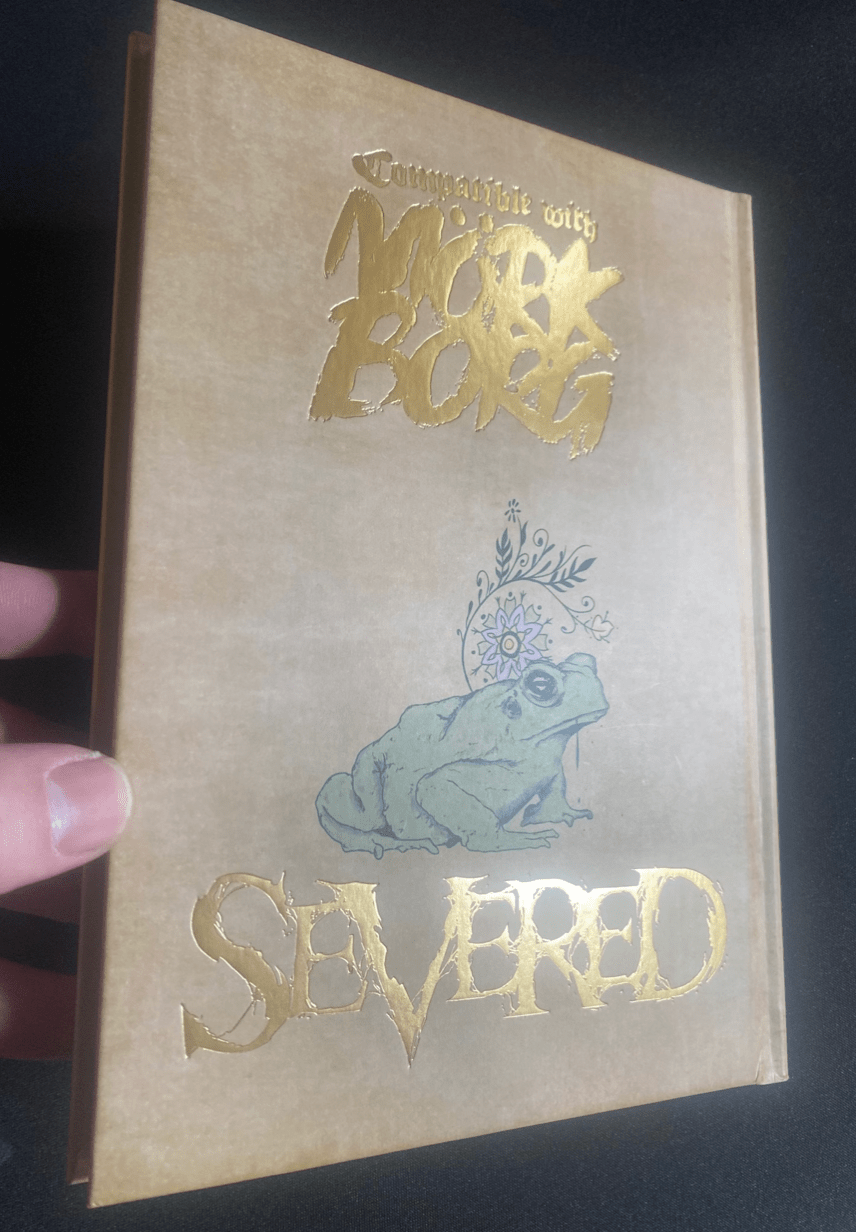 Compatible with
MÖRK
BORG
SEVERED